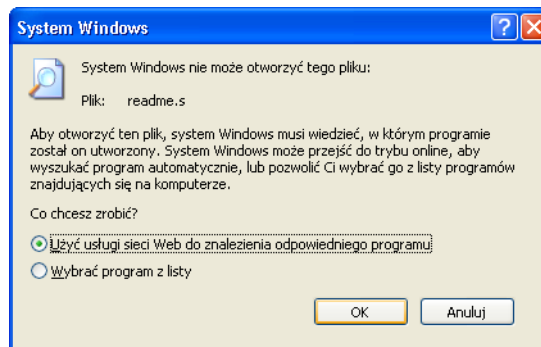 System Windows
System Windows nie może otworzyć tego pliku:
Plik: readme.s
Aby otworzyć ten plik, system Windows musi wiedzieć, w którym programie
został on utworzony. System Windows może przejść do trybu online, aby
wyszukać program automatycznie, lub pozwolić Ci wybrać go z listy programów
znajdujących się na komputerze.
Co chcesz zrobić?
Użyć usługi sieci Web do znalezienia odpowiedniego programu
Wybrać program z listy
OK Anuluj